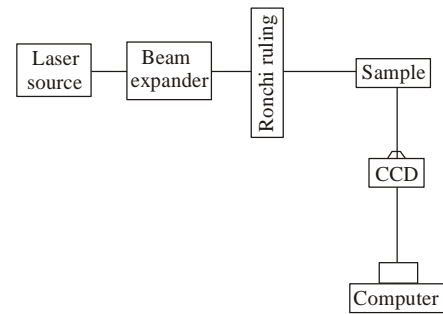 Laser
source
Beam
expander
Ronchi ruling
Sample
CCD
Computer